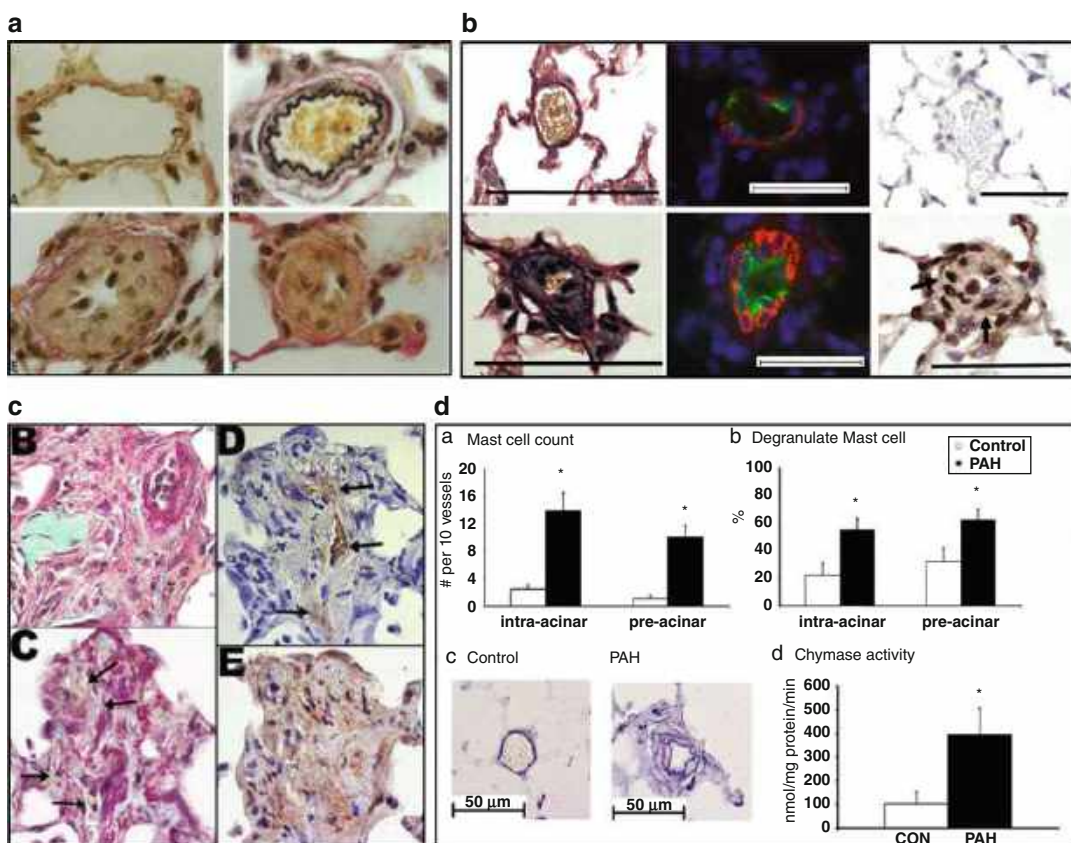 a
b
A
E
c
B
D
C
E
d
a Mast cell count
# per 10 vessels
20
16
12
8
4
0
*
*
intra-acinar pre-acinar
b Degranulate Mast cell
Control
PAH
%
100
80
60
40
20
0
*
*
intra-acinar pre-acinar
c Control PAH
50 μm 50 μm
d Chymase activity
nmol/mg protein/min
600
500
400
300
200
100
0
*
CON PAH